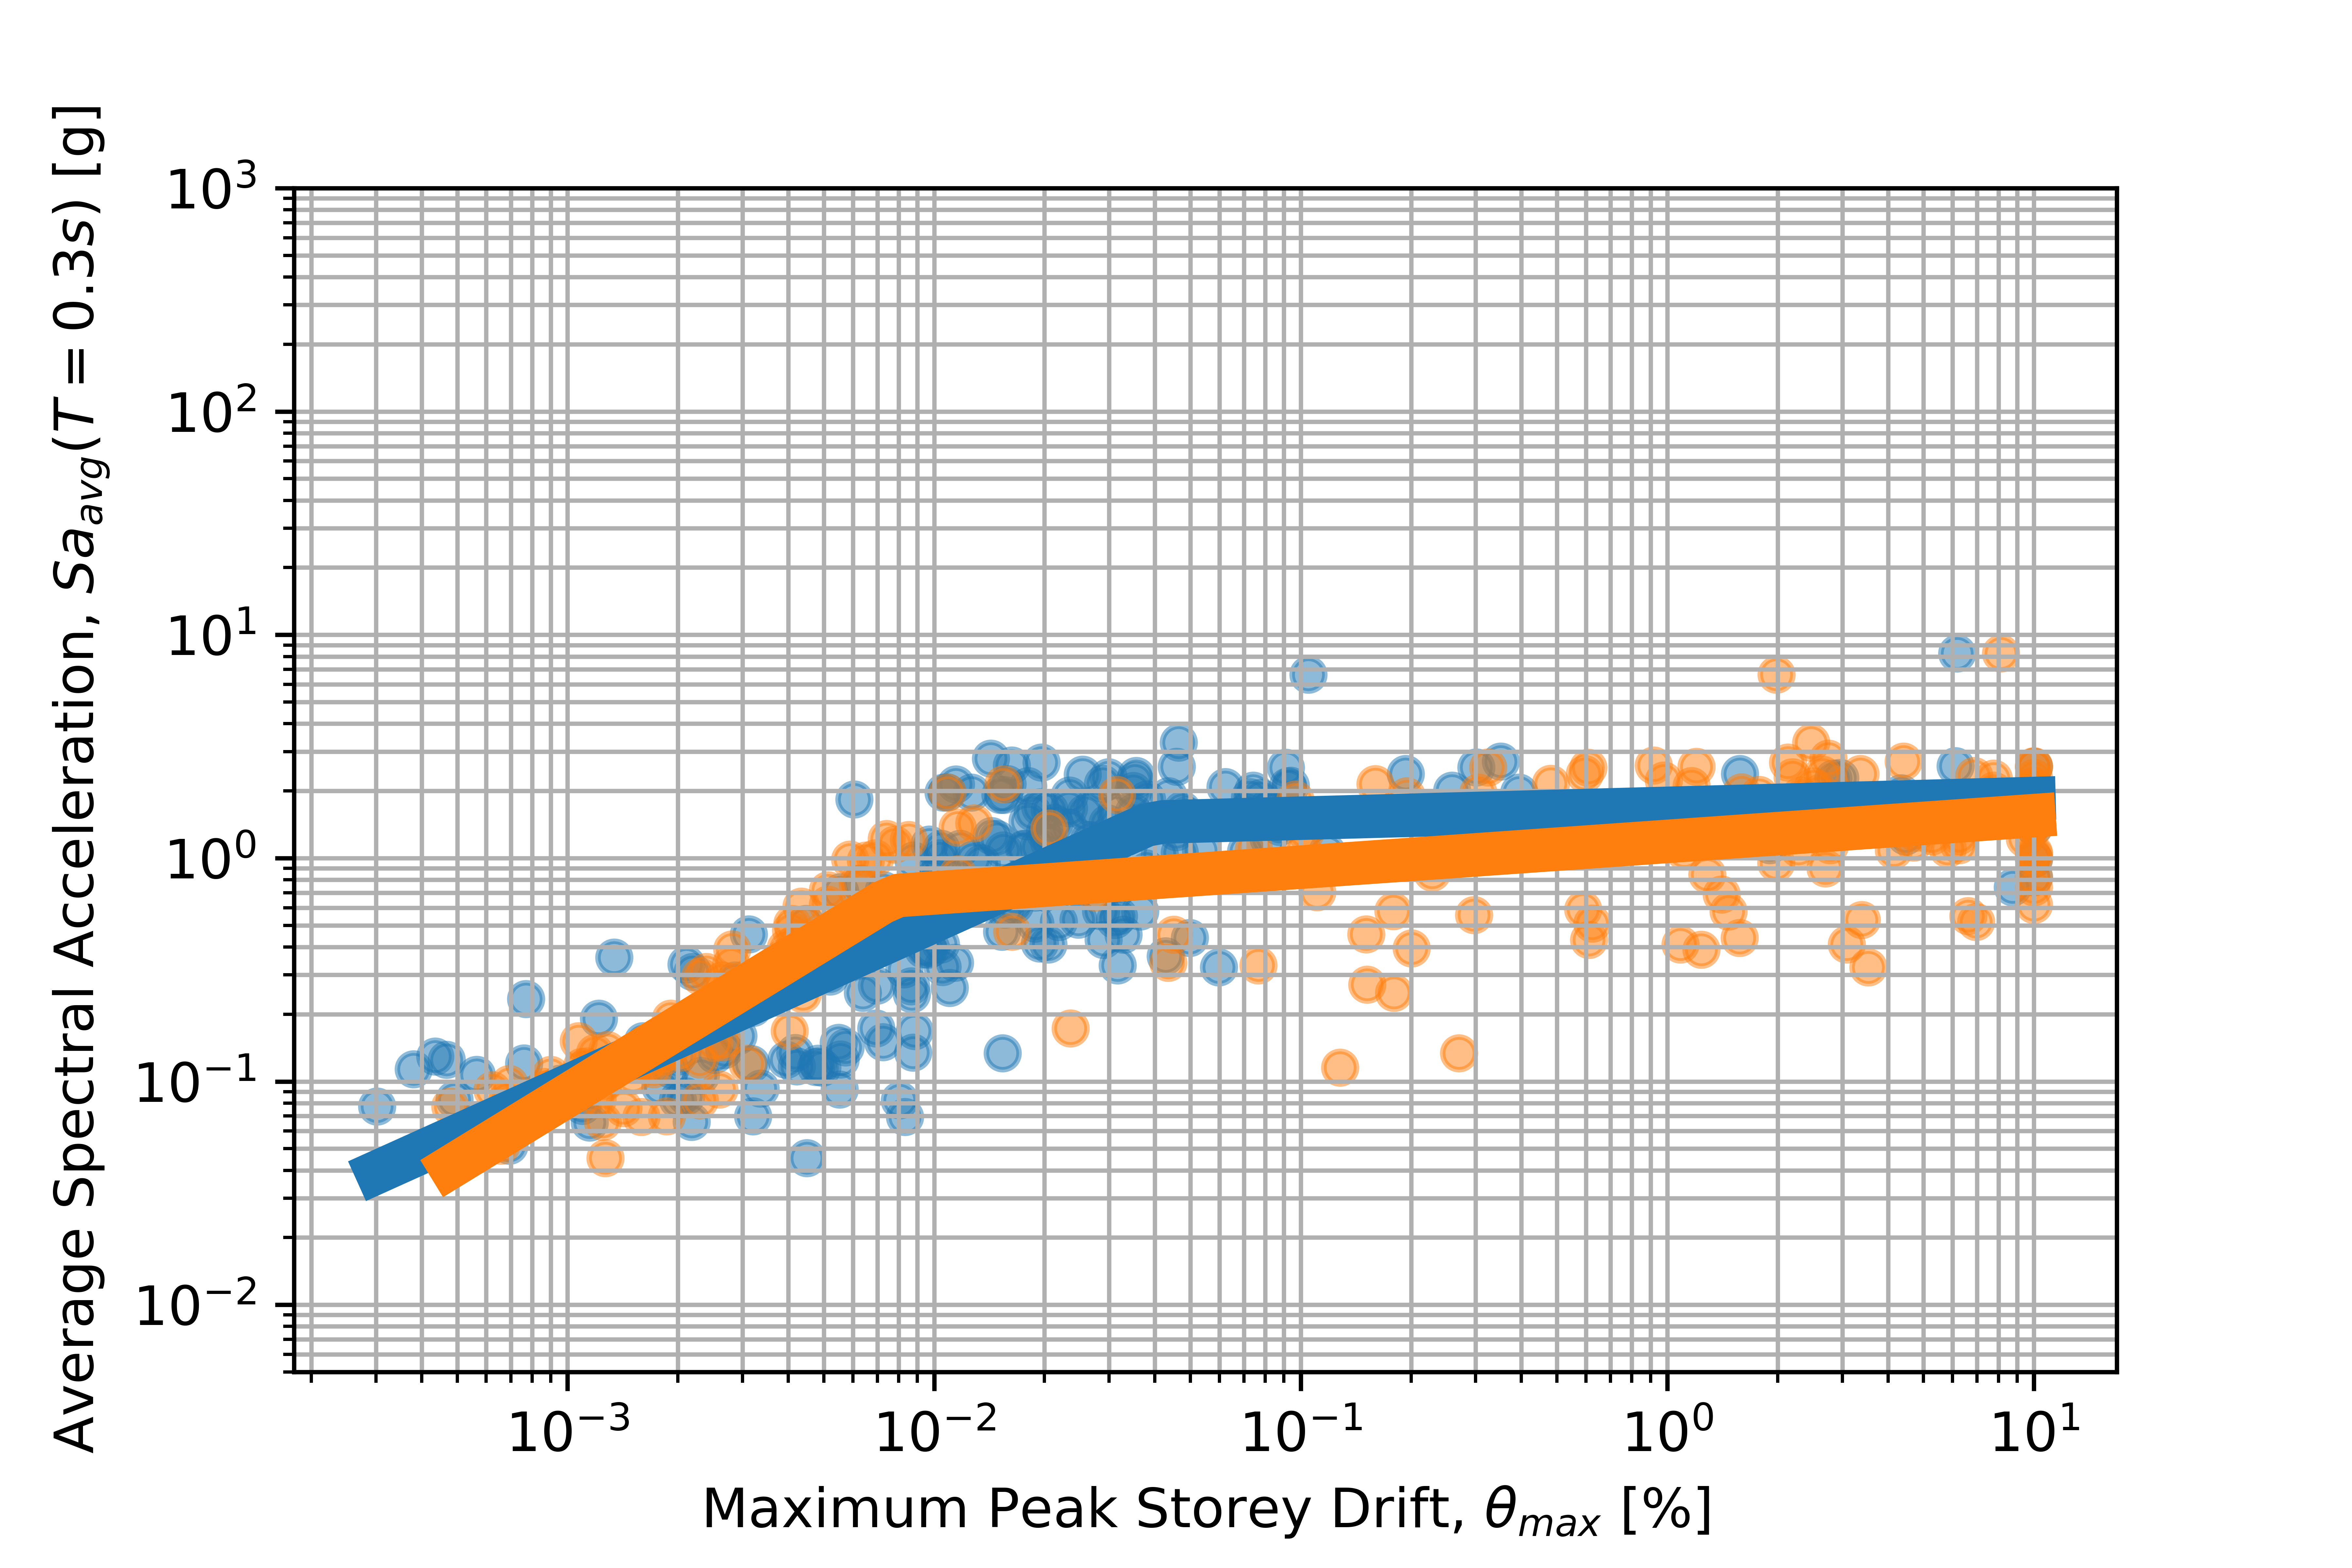 Average Spectral Acceleration, Sa_avg(T = 0.3s) [g]
10^3
10^2
10^1
10^0
10^−1
10^−2
10^−3 10^−2 10^−1 10^0 10^1
Maximum Peak Storey Drift, θ_max [%]